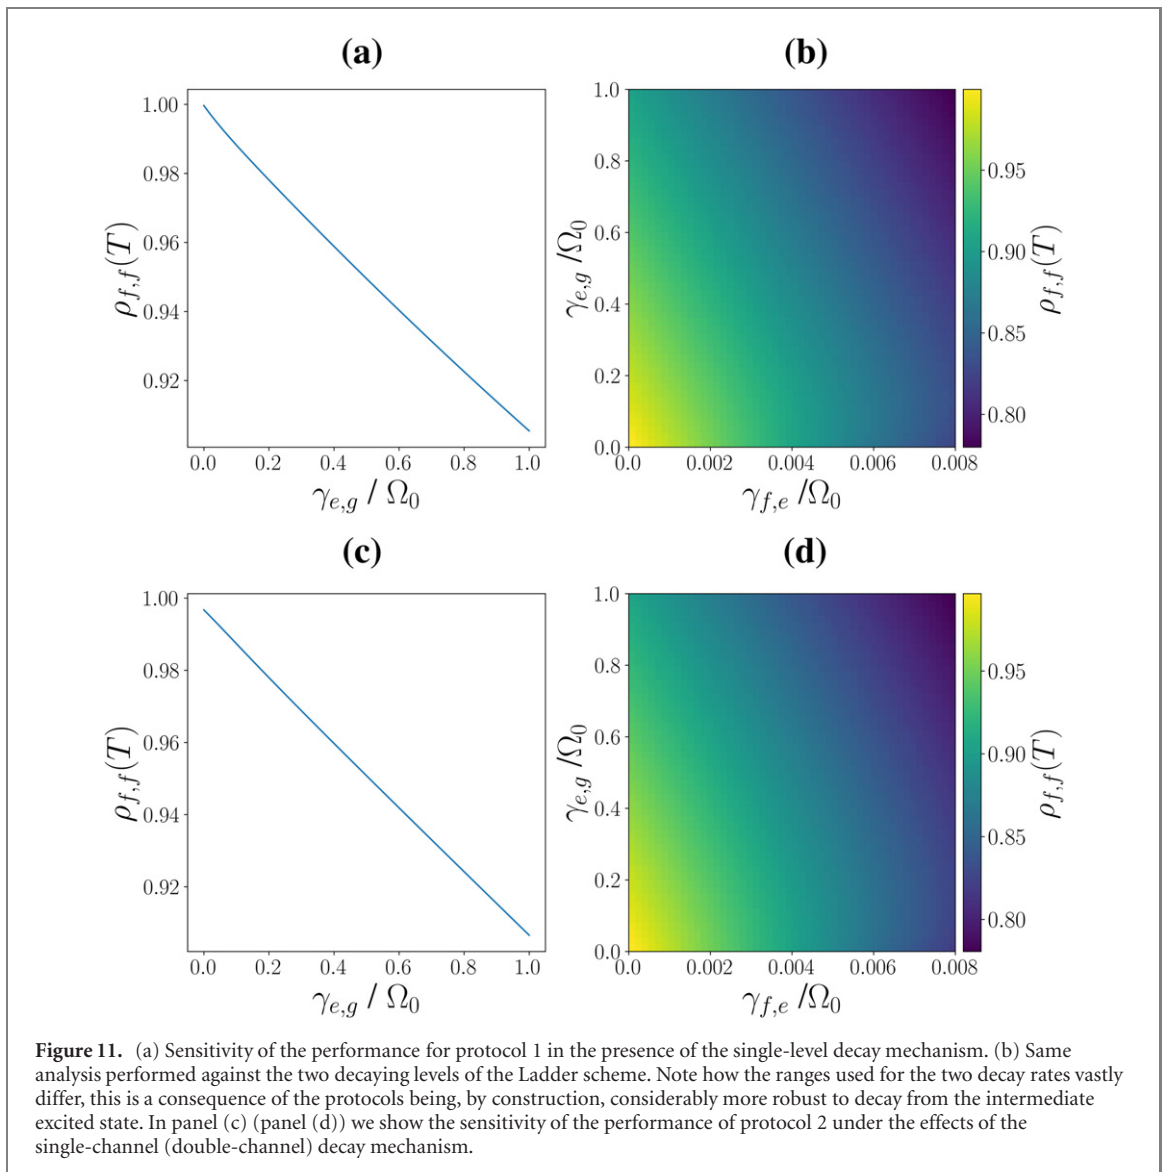 (a)
1.00
0.98
0.96
0.94
0.92
ρf,f(T)
0.0 0.2 0.4 0.6 0.8 1.0
γe,g / Ω0
(b)
1.0
0.8
0.6
0.4
0.2
0.0
γe,g /Ω0
0.0 0.002 0.004 0.006 0.008
γf,e /Ω0
0.95
0.90
0.85
0.80
ρf,f(T)
(c)
1.00
0.98
0.96
0.94
0.92
ρf,f(T)
0.0 0.2 0.4 0.6 0.8 1.0
γe,g / Ω0
(d)
1.0
0.8
0.6
0.4
0.2
0.0
γe,g /Ω0
0.0 0.002 0.004 0.006 0.008
γf,e /Ω0
0.95
0.90
0.85
0.80
ρf,f(T)
Figure 11. (a) Sensitivity of the performance for protocol 1 in the presence of the single-level decay mechanism. (b) Same
analysis performed against the two decaying levels of the Ladder scheme. Note how the ranges used for the two decay rates vastly
differ, this is a consequence of the protocols being, by construction, considerably more robust to decay from the intermediate
excited state. In panel (c) (panel (d)) we show the sensitivity of the performance of protocol 2 under the effects of the
single-channel (double-channel) decay mechanism.